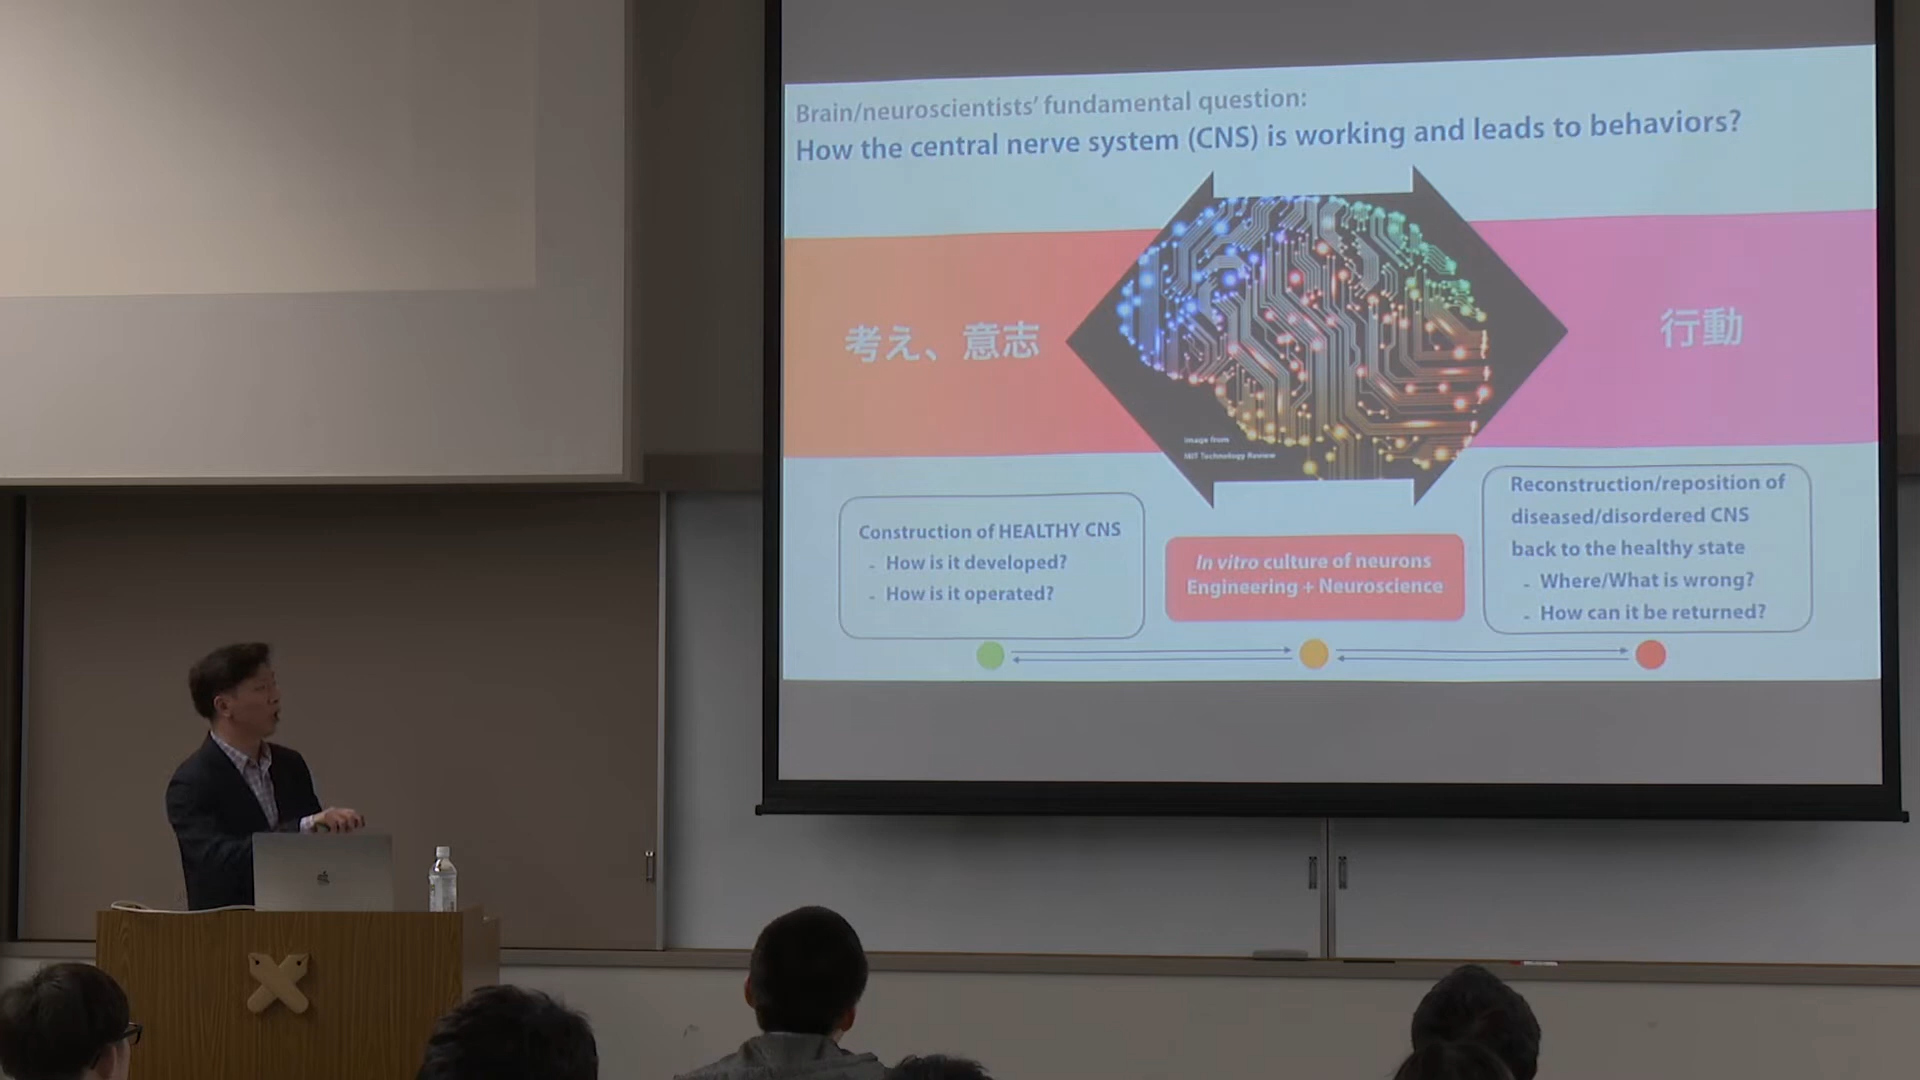 Brain/neuroscientists' fundamental question:
How the central nerve system (CNS) is working and leads to behaviors?
考え、意志
行動
image from
MIT Technology Review
Construction of HEALTHY CNS
- How is it developed?
- How is it operated?
In vitro culture of neurons
Engineering + Neuroscience
Reconstruction/reposition of
diseased/disordered CNS
back to the healthy state
- Where/What is wrong?
- How can it be returned?